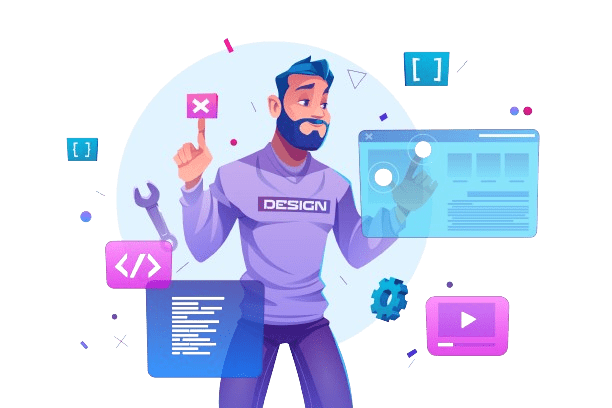 [ ]
{ }
DESIGN
</>